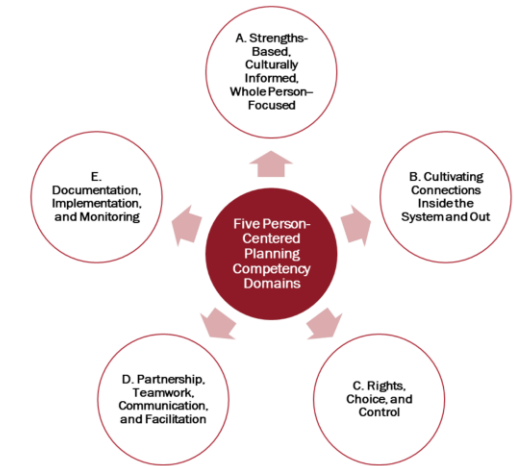 A. Strengths-
Based,
Culturally
Informed,
Whole Person–
Focused
B. Cultivating
Connections
Inside the
System and Out
C. Rights,
Choice, and
Control
D. Partnership,
Teamwork,
Communication,
and Facilitation
E.
Documentation,
Implementation,
and Monitoring
Five Person-
Centered
Planning
Competency
Domains